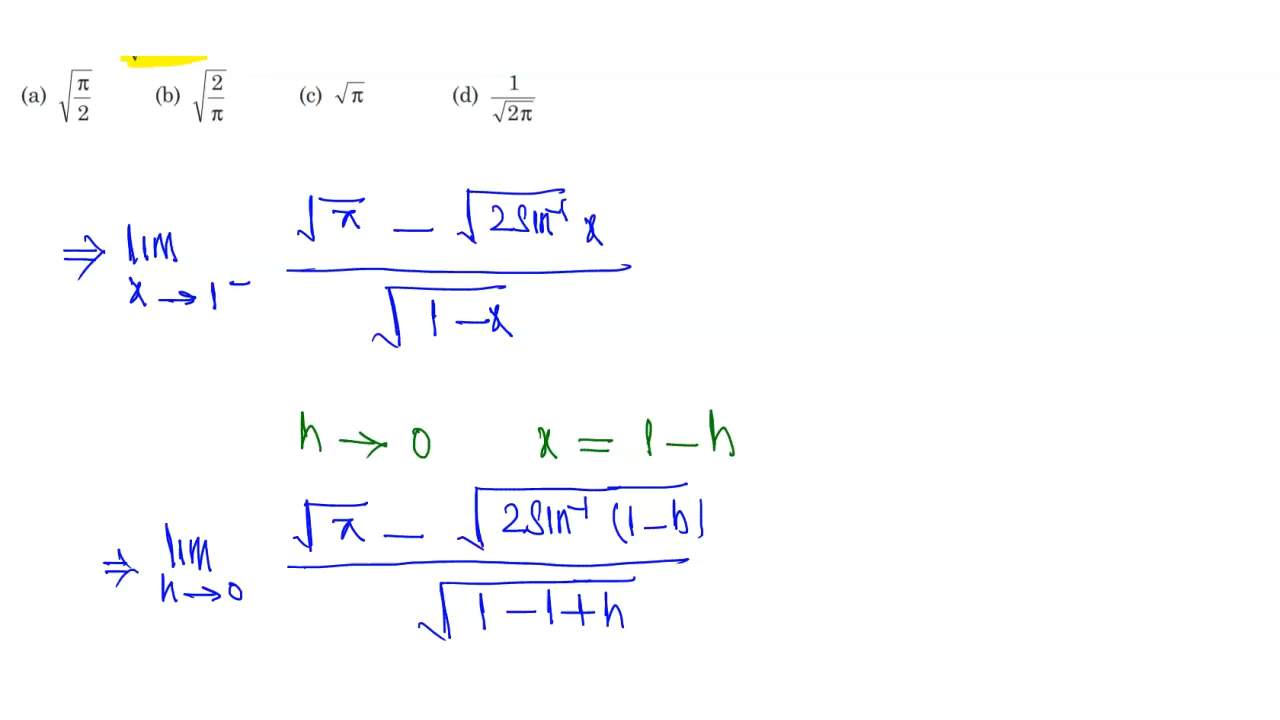 (a) √(π/2) (b) √(2/π) (c) √π (d) 1/√(2π)
⇒ lim x→1⁻ (√π − √(2Sin⁻¹x))/√(1−x)
h → 0 x = 1 − h
⇒ lim h→0 (√π − √(2Sin⁻¹(1−h)))/√(1−1+h)